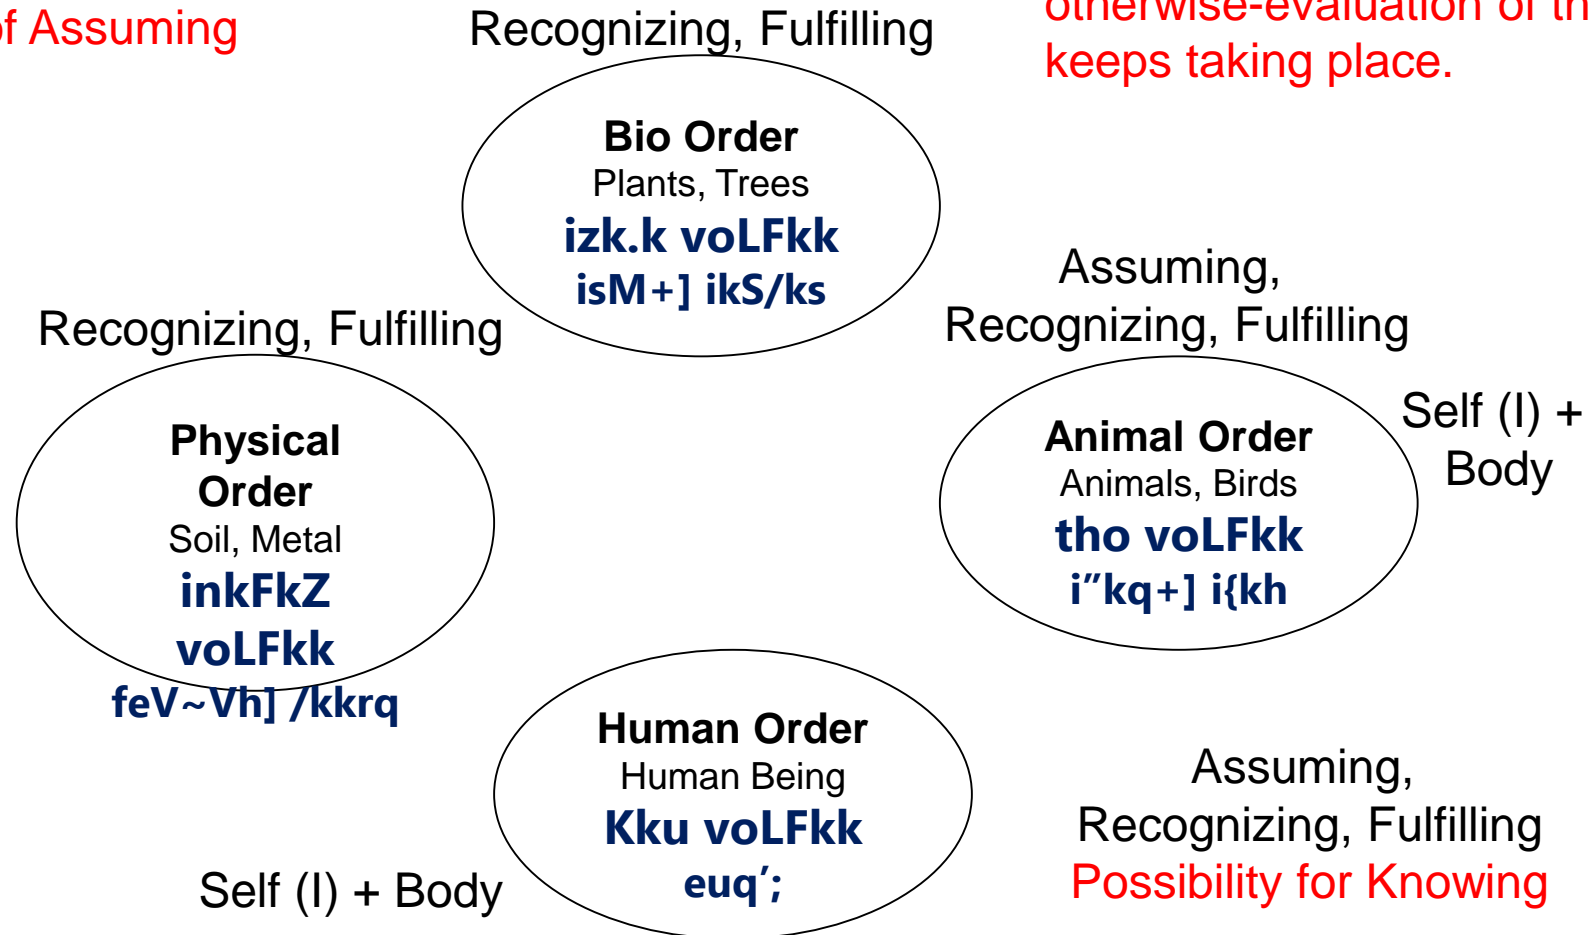 of Assuming
Recognizing, Fulfilling
keeps taking place.
Bio Order
Plants, Trees
izk.k voLFkk
isM+] ikS/ks
Assuming,
Recognizing, Fulfilling
Recognizing, Fulfilling
Physical
Order
Soil, Metal
inkFkZ
voLFkk
feV~Vh] /kkrq
Animal Order
Animals, Birds
tho voLFkk
i”kq+] i{kh
Self (I) +
Body
Human Order
Human Being
Kku voLFkk
euq’;
Self (I) + Body
Assuming,
Recognizing, Fulfilling
Possibility for Knowing